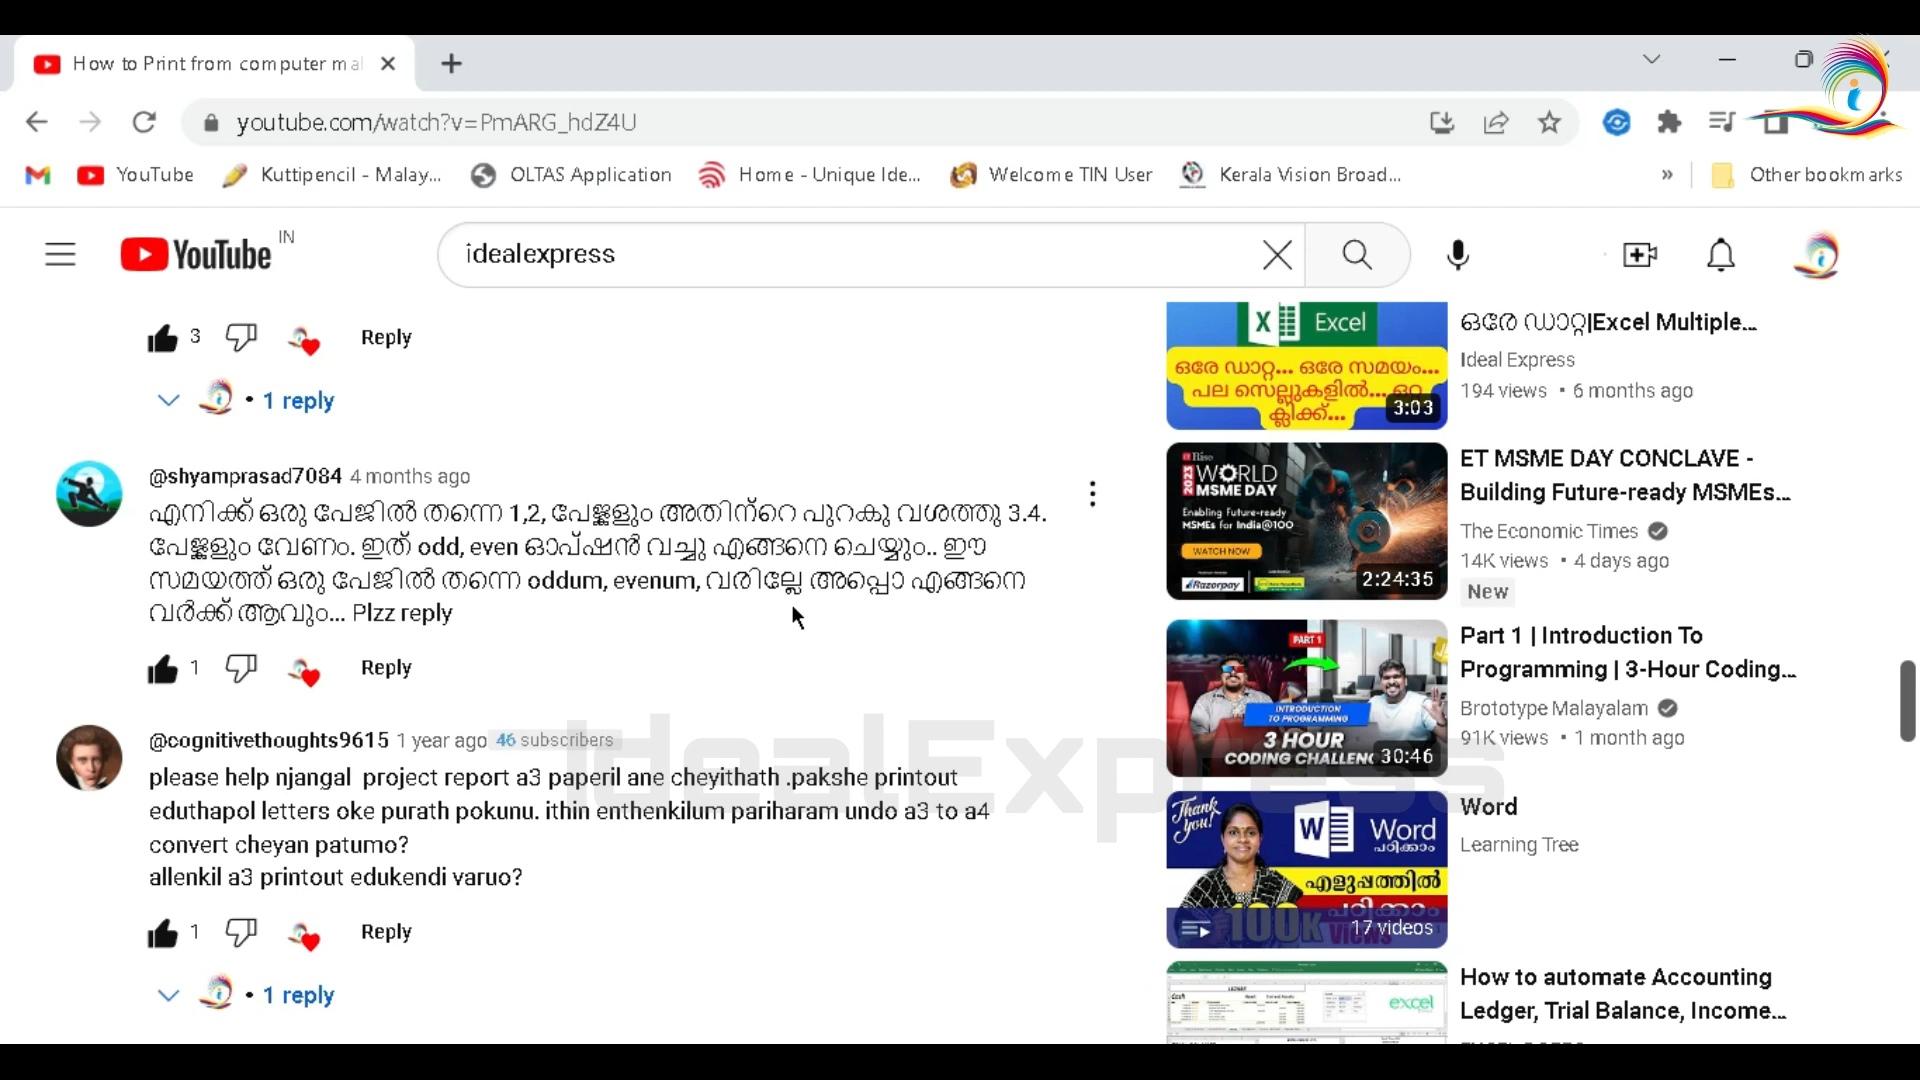 How to Print from computer mal
youtube.com/watch?v=PmARG_hdZ4U
YouTube
Kuttipencil - Malay...
OLTAS Application
Home - Unique Ide...
Welcome TIN User
Kerala Vision Broad...
»
Other bookmarks
YouTube IN
idealexpress
3
Reply
• 1 reply
@shyamprasad7084 4 months ago
എനിക്ക് ഒരു പേജിൽ തന്നെ 1,2, പേജ്ജളും അതിന്റെ പുറകു വശത്തു 3.4.
പേജ്ജളും വേണം. ഇത് odd, even ഓപ്ഷൻ വച്ചു എങ്ങനെ ചെയ്യും.. ഈ
സമയത്ത് ഒരു പേജിൽ തന്നെ oddum, evenum, വരില്ലേ അപ്പൊ എങ്ങനെ
വർക്ക് ആവും... Plzz reply
1
Reply
@cognitivethoughts9615 1 year ago 46 subscribers
please help njangal project report a3 paperil ane cheyithath .pakshe printout
eduthapol letters oke purath pokunu. ithin enthenkilum pariharam undo a3 to a4
convert cheyan patumo?
allenkil a3 printout edukendi varuo?
1
Reply
• 1 reply
IdealExpress
Excel
ഒരേ ഡാറ്റ... ഒരേ സമയം...
പല സെല്ലുകളിൽ... ഒറ്റ
ക്ലിക്ക്...
3:03
ഒരേ ഡാറ്റ|Excel Multiple...
Ideal Express
194 views • 6 months ago
2023 WORLD
MSME DAY
Enabling Future-ready
MSMEs for India@100
WATCH NOW
Razorpay
2:24:35
ET MSME DAY CONCLAVE -
Building Future-ready MSMEs...
The Economic Times
14K views • 4 days ago
New
PART 1
INTRODUCTION
TO PROGRAMMING
3 HOUR
CODING CHALLENG
30:46
Part 1 | Introduction To
Programming | 3-Hour Coding...
Brototype Malayalam
91K views • 1 month ago
Thank you!
Word
പഠിക്കാം
എളുപ്പത്തിൽ
പഠിക്കാം
100K Views
17 videos
Word
Learning Tree
excel
How to automate Accounting
Ledger, Trial Balance, Income...